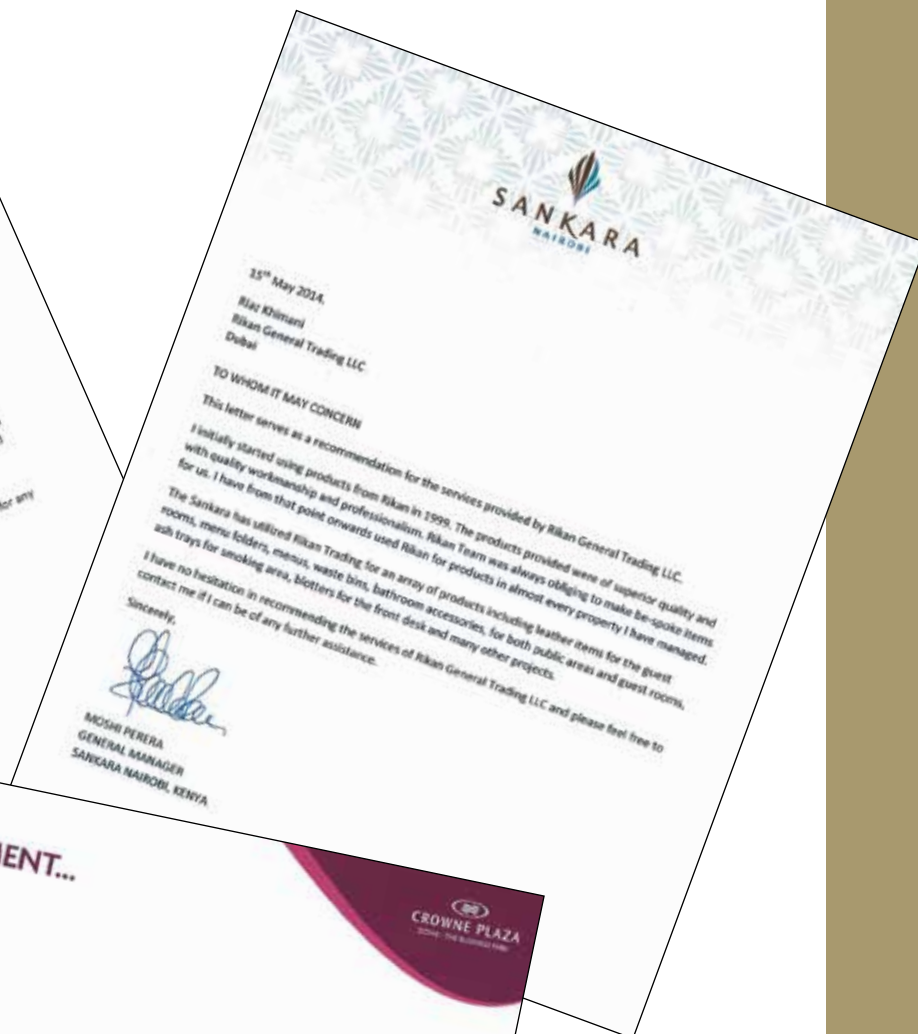 SANKARA
NAIROBI
15th May 2014.
Riaz Khimani
Rikan General Trading LLC
Dubai
TO WHOM IT MAY CONCERN
This letter serves as a recommendation for the services provided by Rikan General Trading LLC.
I initially started using products from Rikan in 1999. The products provided were of superior quality and
with quality workmanship and professionalism. Rikan Team was always obliging to make be-spoke items
for us. I have from that point onwards used Rikan for products in almost every property I have managed.
The Sankara has utilized Rikan Trading for an array of products including leather items for the guest
rooms, menu folders, menus, waste bins, bathroom accessories, for both public areas and guest rooms,
ash trays for smoking area, blotters for the front desk and many other projects.
I have no hesitation in recommending the services of Rikan General Trading LLC and please feel free to
contact me if I can be of any further assistance.
Sincerely,
MOSHI PERERA
GENERAL MANAGER
SANKARA NAIROBI, KENYA
for any
IENT...
CROWNE PLAZA